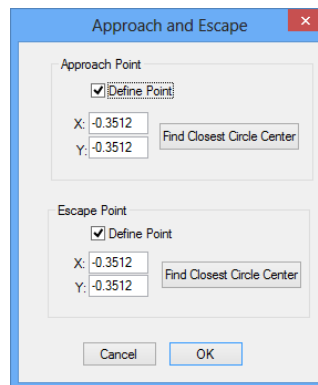 Approach and Escape
Approach Point
Define Point
X: -0.3512
Y: -0.3512
Find Closest Circle Center
Escape Point
Define Point
X: -0.3512
Y: -0.3512
Find Closest Circle Center
Cancel
OK